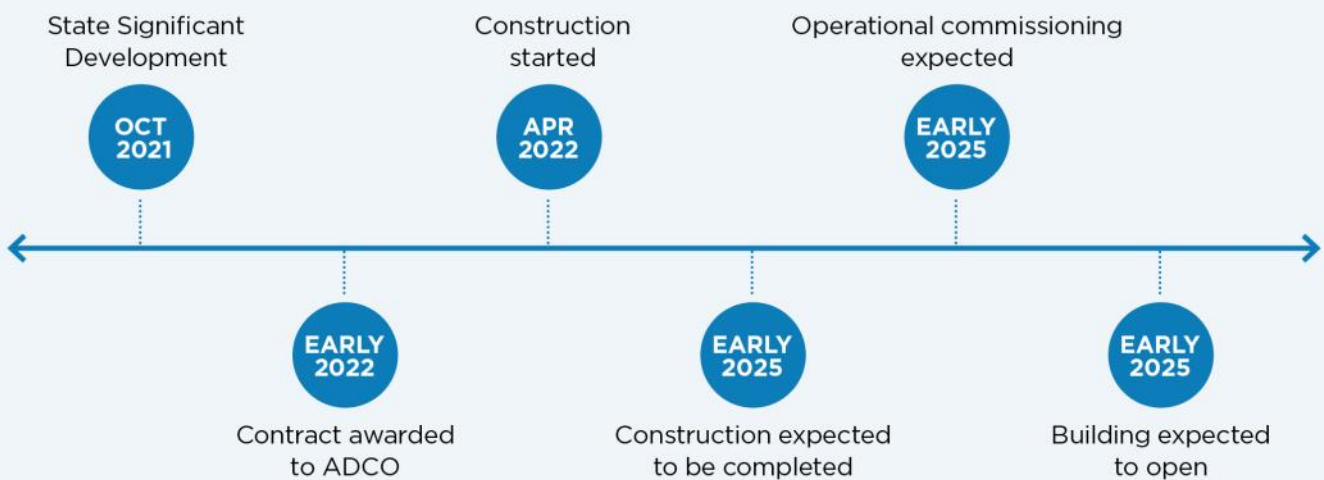 State Significant
Development
OCT
2021
EARLY
2022
Contract awarded
to ADCO
Construction
started
APR
2022
EARLY
2025
Construction expected
to be completed
Operational commissioning
expected
EARLY
2025
EARLY
2025
Building expected
to open